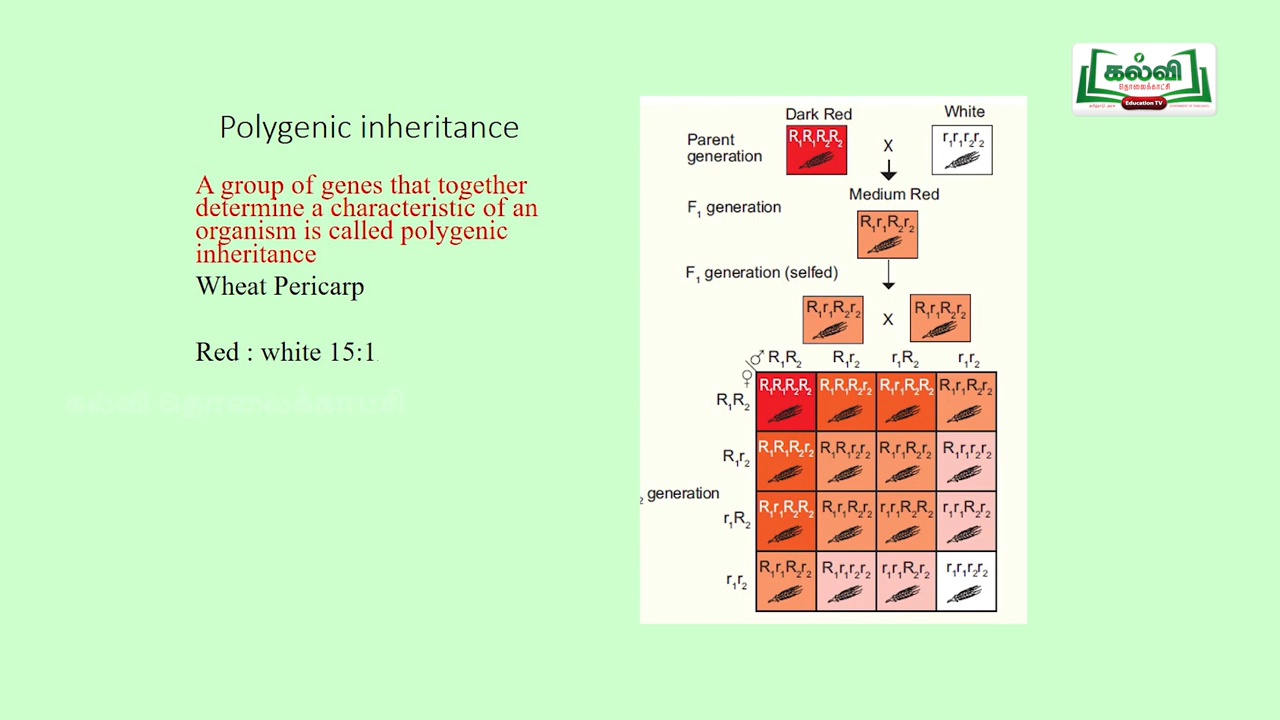 கல்வி
தொலைக்காட்சி
Education TV
Polygenic inheritance
A group of genes that together
determine a characteristic of an
organism is called polygenic
inheritance
Wheat Pericarp
Red : white 15:1
கல்வி தொலைக்காட்சி
Dark Red
White
Parent
generation
R₁R₁R₂R₂ X r₁r₁r₂r₂
Medium Red
F₁ generation
R₁r₁R₂r₂
F₁ generation (selfed)
R₁r₁R₂r₂ X R₁r₁R₂r₂
♂ R₁R₂ R₁r₂ r₁R₂ r₁r₂
♀
R₁R₂ R₁R₁R₂R₂ R₁R₁R₂r₂ R₁r₁R₂R₂ R₁r₁R₂r₂
R₁r₂ R₁R₁R₂r₂ R₁R₁r₂r₂ R₁r₁R₂r₂ R₁r₁r₂r₂
₂ generation
r₁R₂ R₁r₁R₂R₂ R₁r₁R₂r₂ r₁r₁R₂R₂ r₁r₁R₂r₂
r₁r₂ R₁r₁R₂r₂ R₁r₁r₂r₂ r₁r₁R₂r₂ r₁r₁r₂r₂